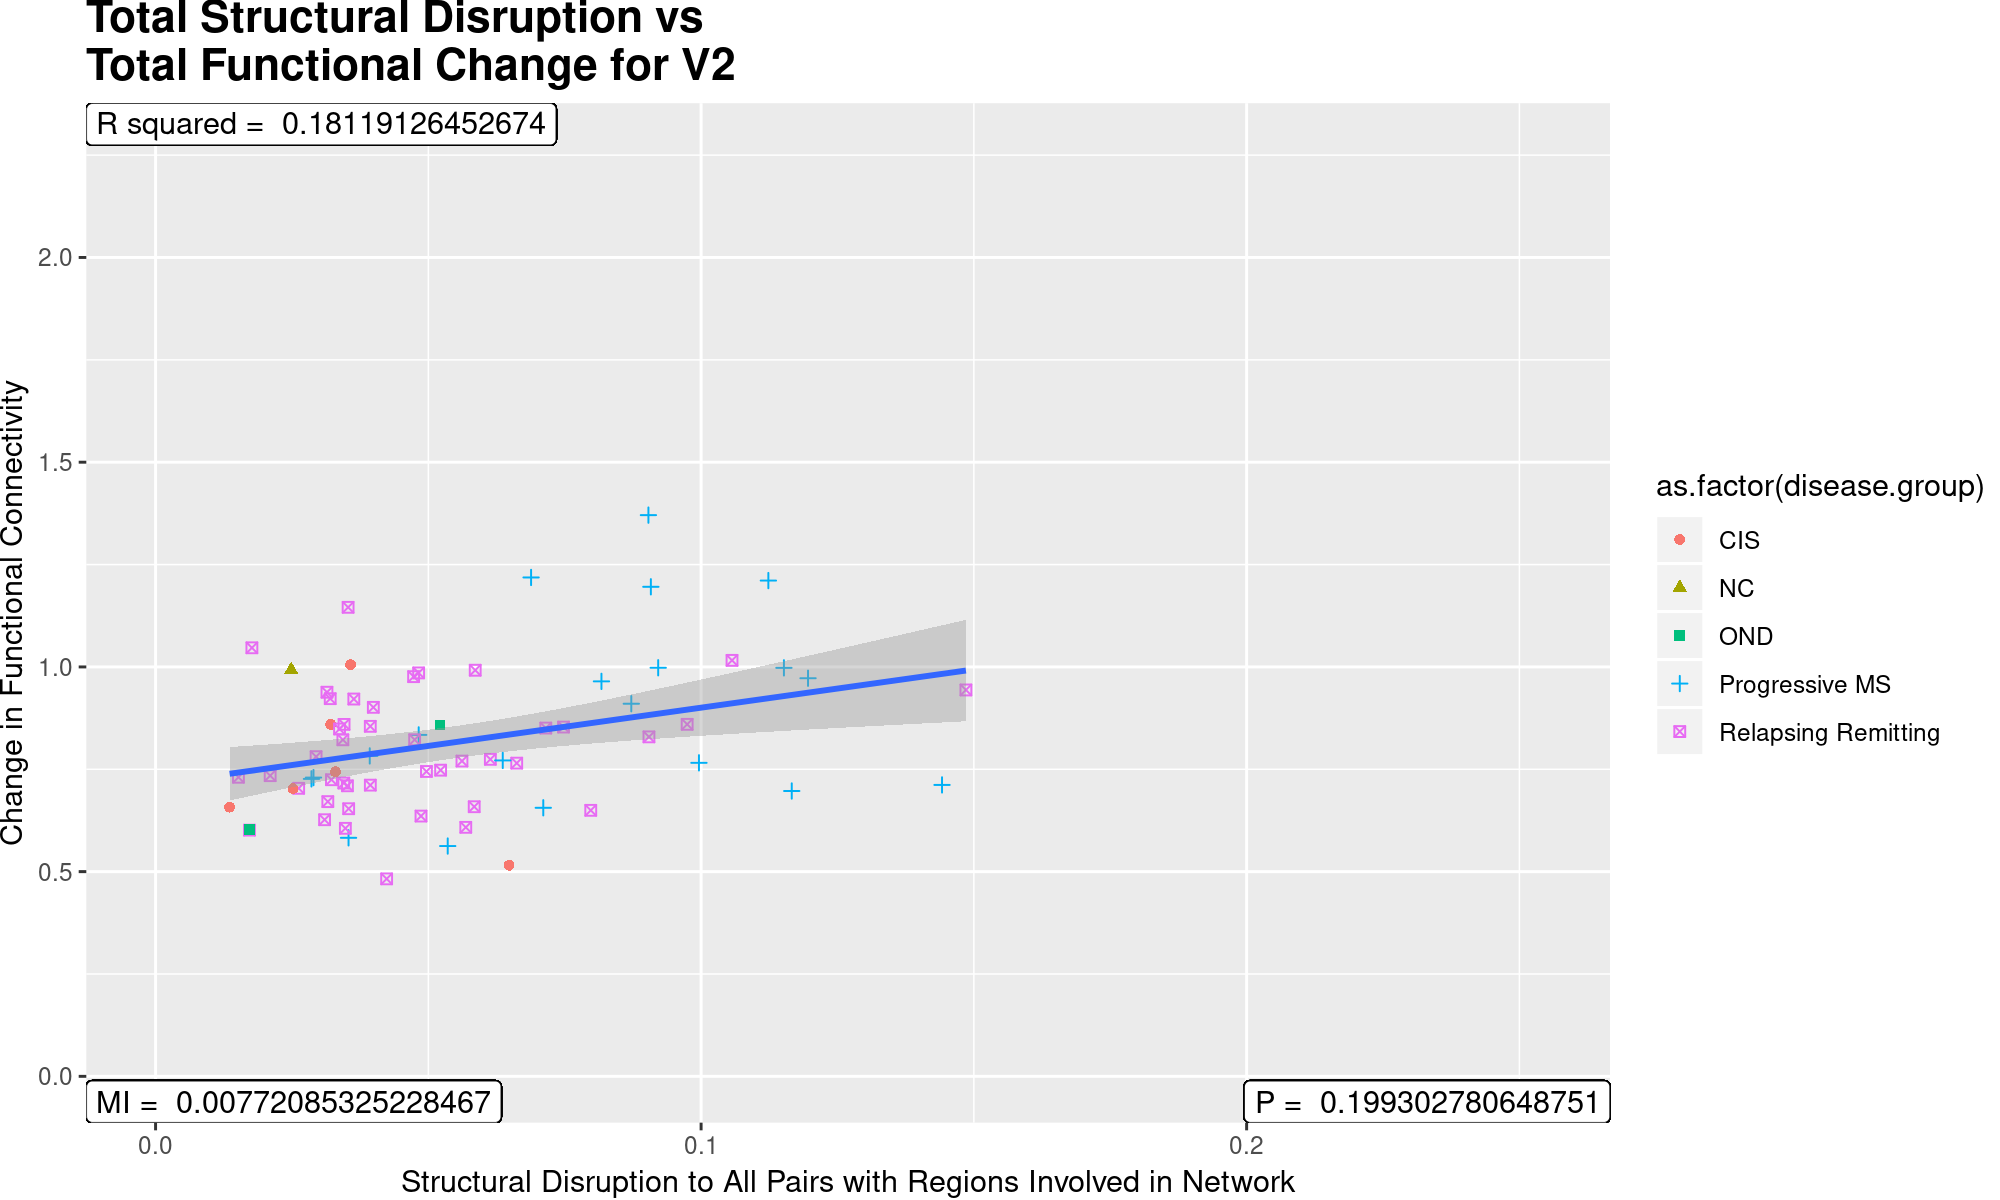 Total Structural Disruption vs
Total Functional Change for V2
R squared =  0.18119126452674
Change in Functional Connectivity
2.0
1.5
1.0
0.5
0.0
MI =  0.00772085325228467
P =  0.199302780648751
0.0
0.1
0.2
Structural Disruption to All Pairs with Regions Involved in Network
as.factor(disease.group)
CIS
NC
OND
Progressive MS
Relapsing Remitting